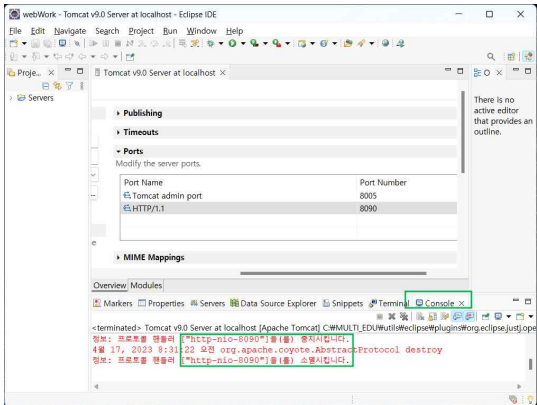 webWork - Tomcat v9.0 Server at localhost - Eclipse IDE
File Edit Navigate Search Project Run Window Help
Proje...
Tomcat v9.0 Server at localhost
O
Servers
There is no
active editor
that provides an
outline.
Publishing
Timeouts
Ports
Modify the server ports.
Port Name Port Number
Tomcat admin port 8005
HTTP/1.1 8090
e
MIME Mappings
Overview Modules
Markers Properties Servers Data Source Explorer Snippets Terminal Console
<terminated> Tomcat v9.0 Server at localhost [Apache Tomcat] C:₩MULTI_EDU₩utils₩eclipse₩plugins₩org.eclipse.justj.ope
정보: 프로토콜 핸들러 ["http-nio-8090"]을(를) 중지시킵니다.
4월 17, 2023 8:31:22 오전 org.apache.coyote.AbstractProtocol destroy
정보: 프로토콜 핸들러 ["http-nio-8090"]을(를) 소멸시킵니다.